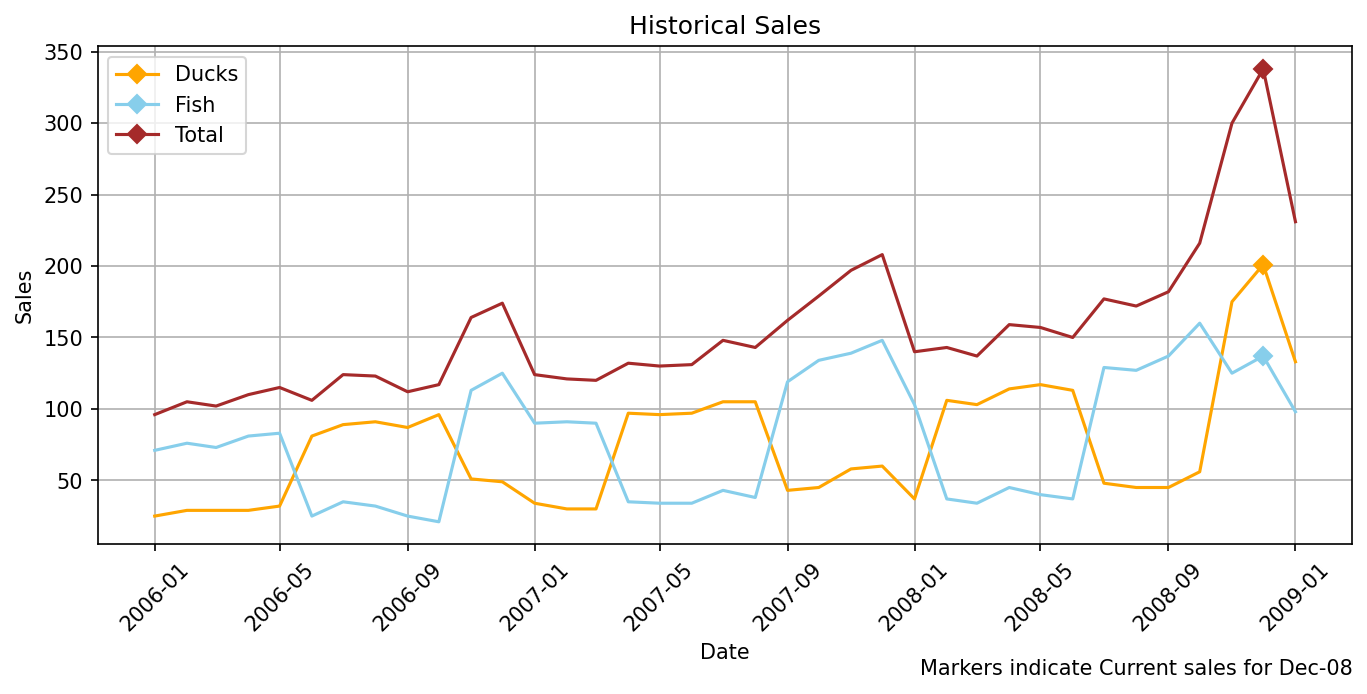 Historical Sales
350
300
250
200
150
100
50
Sales
Ducks
Fish
Total
2006-01
2006-05
2006-09
2007-01
2007-05
2007-09
2008-01
2008-05
2008-09
2009-01
Date
Markers indicate Current sales for Dec-08